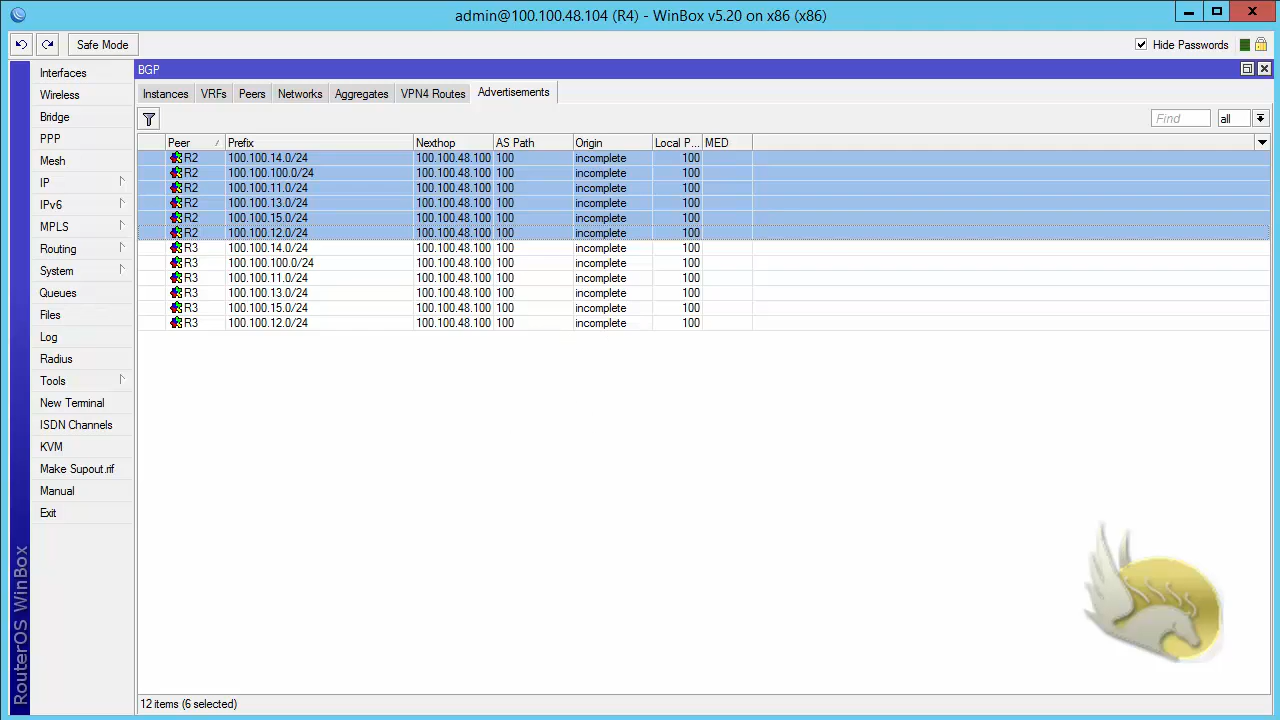 admin@100.100.48.104 (R4) - WinBox v5.20 on x86 (x86)
Safe Mode
Hide Passwords
Interfaces
Wireless
Bridge
PPP
Mesh
IP
IPv6
MPLS
Routing
System
Queues
Files
Log
Radius
Tools
New Terminal
ISDN Channels
KVM
Make Supout.rif
Manual
Exit
RouterOS WinBox
BGP
Instances VRFs Peers Networks Aggregates VPN4 Routes Advertisements
Find all
Peer Prefix Nexthop AS Path Origin Local P... MED
R2 100.100.14.0/24 100.100.48.100 100 incomplete 100
R2 100.100.100.0/24 100.100.48.100 100 incomplete 100
R2 100.100.11.0/24 100.100.48.100 100 incomplete 100
R2 100.100.13.0/24 100.100.48.100 100 incomplete 100
R2 100.100.15.0/24 100.100.48.100 100 incomplete 100
R2 100.100.12.0/24 100.100.48.100 100 incomplete 100
R3 100.100.14.0/24 100.100.48.100 100 incomplete 100
R3 100.100.100.0/24 100.100.48.100 100 incomplete 100
R3 100.100.11.0/24 100.100.48.100 100 incomplete 100
R3 100.100.13.0/24 100.100.48.100 100 incomplete 100
R3 100.100.15.0/24 100.100.48.100 100 incomplete 100
R3 100.100.12.0/24 100.100.48.100 100 incomplete 100
12 items (6 selected)